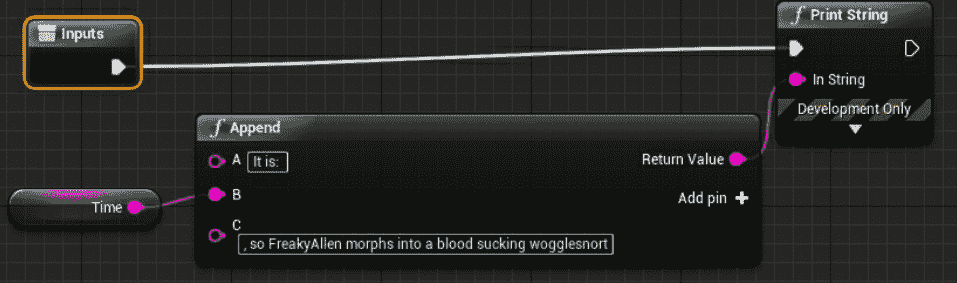 Inputs
f Print String
In String
Development Only
f Append
A It is:
Return Value
Time
B
Add pin +
C
, so FreakyAllen morphs into a blood sucking wogglesnort